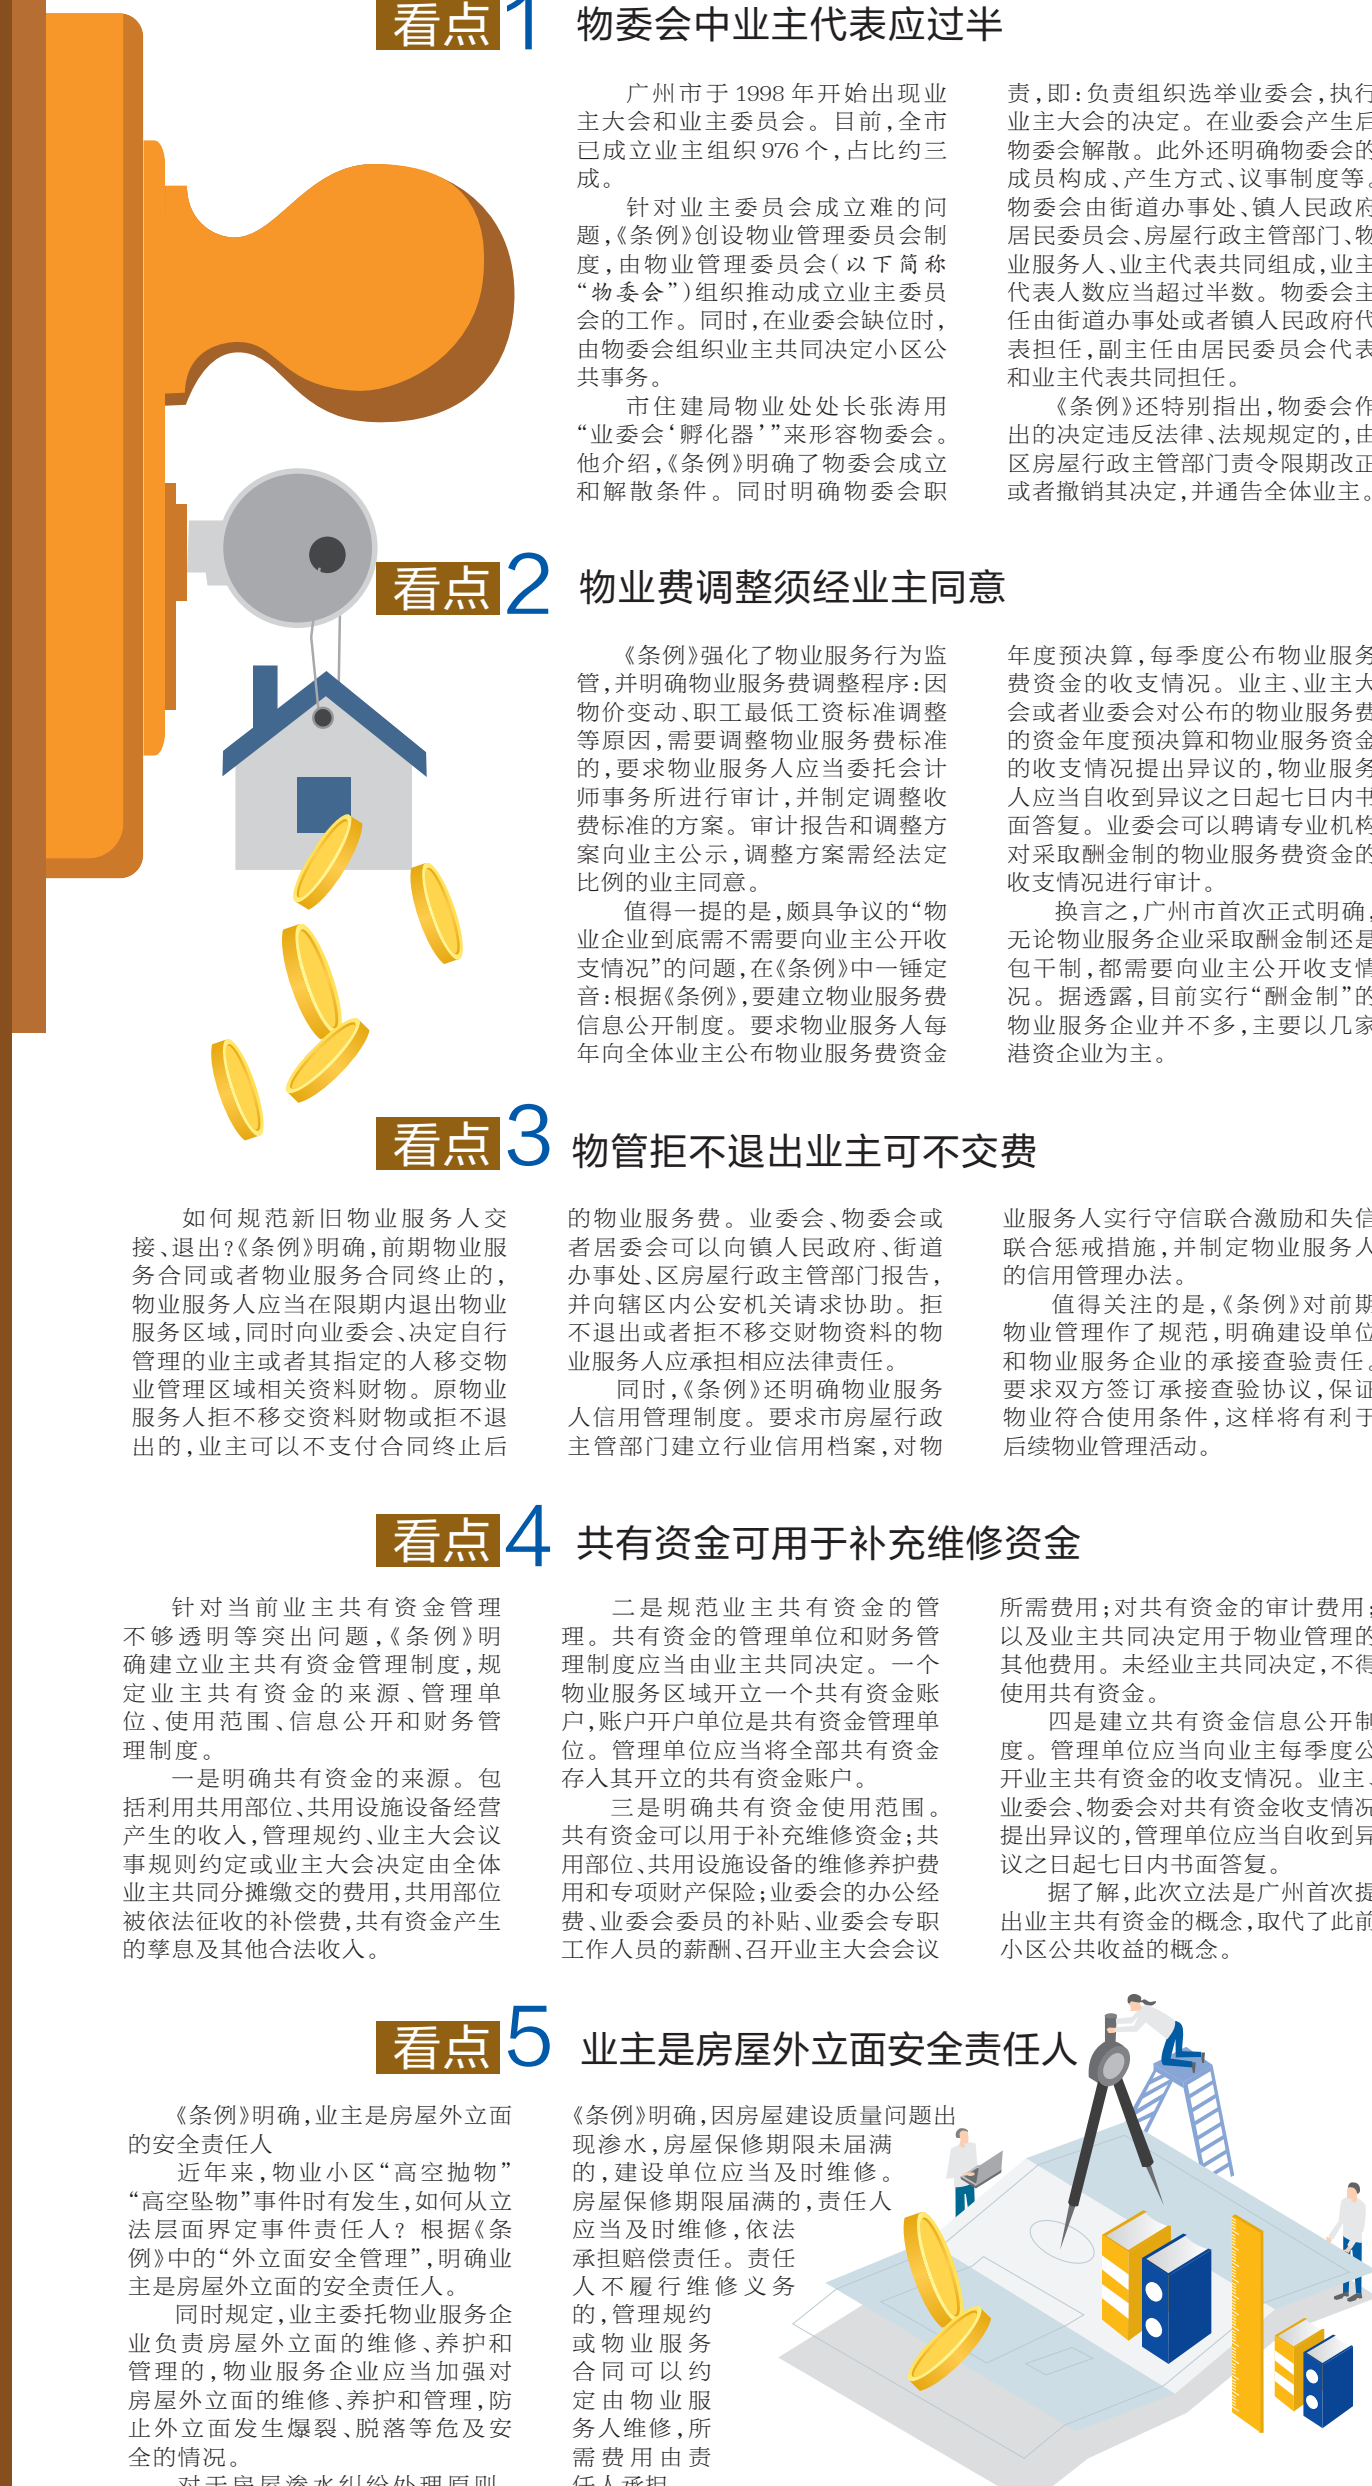 看点1 物委会中业主代表应过半
广州市于1998年开始出现业
主大会和业主委员会。目前,全市
已成立业主组织976个,占比约三
成。
针对业主委员会成立难的问
题,《条例》创设物业管理委员会制
度,由物业管理委员会(以下简称
“物委会”)组织推动成立业主委员
会的工作。同时,在业委会缺位时,
由物委会组织业主共同决定小区公
共事务。
市住建局物业处处长张涛用
“业委会‘孵化器’”来形容物委会。
他介绍,《条例》明确了物委会成立
和解散条件。同时明确物委会职
责,即:负责组织选举业委会,执行
业主大会的决定。在业委会产生后
物委会解散。此外还明确物委会的
成员构成、产生方式、议事制度等。
物委会由街道办事处、镇人民政府
居民委员会、房屋行政主管部门、物
业服务人、业主代表共同组成,业主
代表人数应当超过半数。物委会主
任由街道办事处或者镇人民政府代
表担任,副主任由居民委员会代表
和业主代表共同担任。
《条例》还特别指出,物委会作
出的决定违反法律、法规规定的,由
区房屋行政主管部门责令限期改正
或者撤销其决定,并通告全体业主。
看点2 物业费调整须经业主同意
《条例》强化了物业服务行为监
管,并明确物业服务费调整程序:因
物价变动、职工最低工资标准调整
等原因,需要调整物业服务费标准
的,要求物业服务人应当委托会计
师事务所进行审计,并制定调整收
费标准的方案。审计报告和调整方
案向业主公示,调整方案需经法定
比例的业主同意。
值得一提的是,颇具争议的“物
业企业到底需不需要向业主公开收
支情况”的问题,在《条例》中一锤定
音:根据《条例》,要建立物业服务费
信息公开制度。要求物业服务人每
年向全体业主公布物业服务费资金
年度预决算,每季度公布物业服务
费资金的收支情况。业主、业主大
会或者业委会对公布的物业服务费
的资金年度预决算和物业服务资金
的收支情况提出异议的,物业服务
人应当自收到异议之日起七日内书
面答复。业委会可以聘请专业机构
对采取酬金制的物业服务费资金的
收支情况进行审计。
换言之,广州市首次正式明确,
无论物业服务企业采取酬金制还是
包干制,都需要向业主公开收支情
况。据透露,目前实行“酬金制”的
物业服务企业并不多,主要以几家
港资企业为主。
看点3 物管拒不退出业主可不交费
如何规范新旧物业服务人交
接、退出?《条例》明确,前期物业服
务合同或者物业服务合同终止的,
物业服务人应当在限期内退出物业
服务区域,同时向业委会、决定自行
管理的业主或者其指定的人移交物
业管理区域相关资料财物。原物业
服务人拒不移交资料财物或拒不退
出的,业主可以不支付合同终止后
的物业服务费。业委会、物委会或
者居委会可以向镇人民政府、街道
办事处、区房屋行政主管部门报告,
并向辖区内公安机关请求协助。拒
不退出或者拒不移交财物资料的物
业服务人应承担相应法律责任。
同时,《条例》还明确物业服务
人信用管理制度。要求市房屋行政
主管部门建立行业信用档案,对物
业服务人实行守信联合激励和失信
联合惩戒措施,并制定物业服务人
的信用管理办法。
值得关注的是,《条例》对前期
物业管理作了规范,明确建设单位
和物业服务企业的承接查验责任。
要求双方签订承接查验协议,保证
物业符合使用条件,这样将有利于
后续物业管理活动。
看点4 共有资金可用于补充维修资金
针对当前业主共有资金管理
不够透明等突出问题,《条例》明
确建立业主共有资金管理制度,规
定业主共有资金的来源、管理单
位、使用范围、信息公开和财务管
理制度。
一是明确共有资金的来源。包
括利用共用部位、共用设施设备经营
产生的收入,管理规约、业主大会议
事规则约定或业主大会决定由全体
业主共同分摊缴交的费用,共用部位
被依法征收的补偿费,共有资金产生
的孳息及其他合法收入。
二是规范业主共有资金的管
理。共有资金的管理单位和财务管
理制度应当由业主共同决定。一个
物业服务区域开立一个共有资金账
户,账户开户单位是共有资金管理单
位。管理单位应当将全部共有资金
存入其开立的共有资金账户。
三是明确共有资金使用范围。
共有资金可以用于补充维修资金;共
用部位、共用设施设备的维修养护费
用和专项财产保险;业委会的办公经
费、业委会委员的补贴、业委会专职
工作人员的薪酬、召开业主大会会议
所需费用;对共有资金的审计费用;
以及业主共同决定用于物业管理的
其他费用。未经业主共同决定,不得
使用共有资金。
四是建立共有资金信息公开制
度。管理单位应当向业主每季度公
开业主共有资金的收支情况。业主、
业委会、物委会对共有资金收支情况
提出异议的,管理单位应当自收到异
议之日起七日内书面答复。
据了解,此次立法是广州首次提
出业主共有资金的概念,取代了此前
小区公共收益的概念。
看点5 业主是房屋外立面安全责任人
《条例》明确,业主是房屋外立面
的安全责任人
近年来,物业小区“高空抛物”
“高空坠物”事件时有发生,如何从立
法层面界定事件责任人? 根据《条
例》中的“外立面安全管理”,明确业
主是房屋外立面的安全责任人。
同时规定,业主委托物业服务企
业负责房屋外立面的维修、养护和
管理的,物业服务企业应当加强对
房屋外立面的维修、养护和管理,防
止外立面发生爆裂、脱落等危及安
全的情况。
对于房屋渗水纠纷处理原则,
《条例》明确,因房屋建设质量问题出
现渗水,房屋保修期限未届满
的,建设单位应当及时维修。
房屋保修期限届满的,责任人
应当及时维修,依法
承担赔偿责任。责任
人不履行维修义务
的,管理规约
或物业服务
合同可以约
定由物业服
务人维修,所
需费用由责
任人承担。